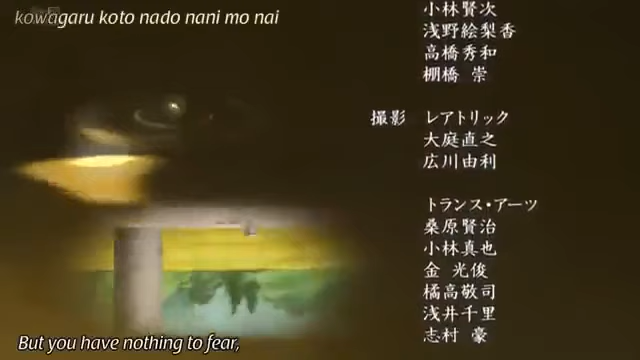 kowagaru koto nado nani mo nai
小林賢次
浅野絵梨香
高橋秀和
棚橋 崇
撮影 レアトリック
大庭直之
広川由利
トランス・アーツ
桑原賢治
小林真也
金 光俊
橘高敬司
浅井千里
志村 豪
But you have nothing to fear,